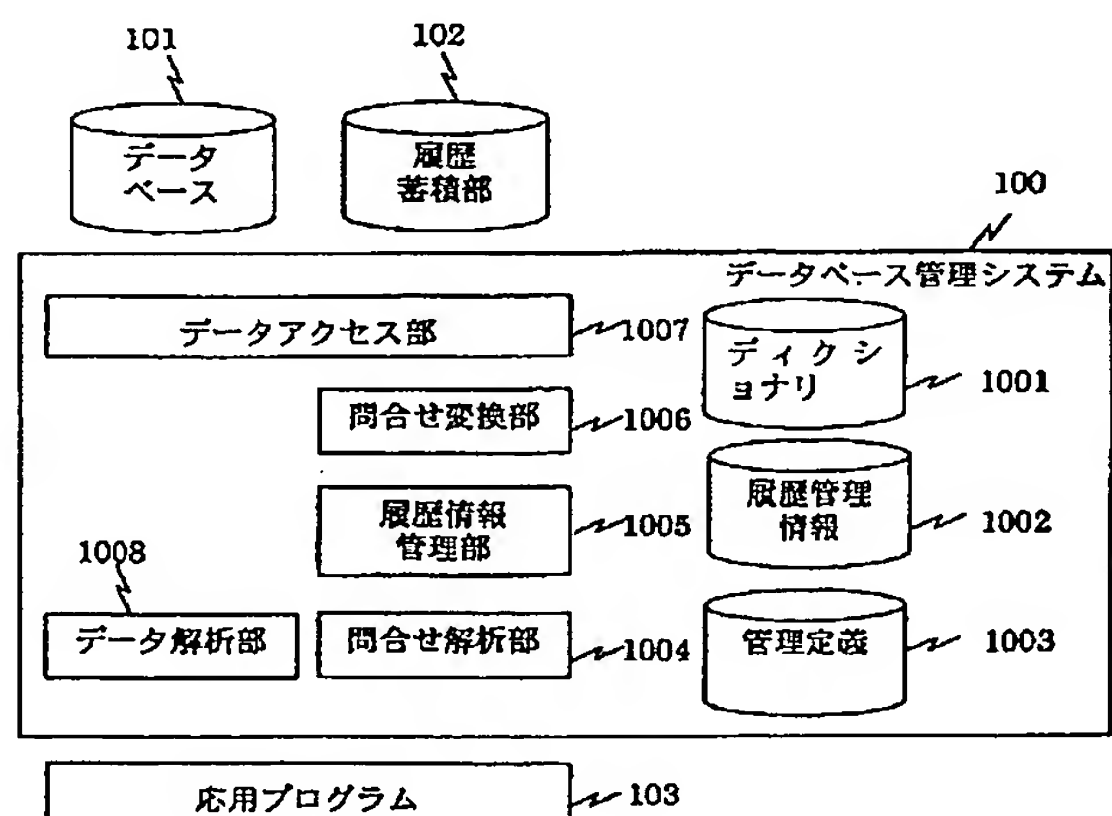 101
102
データ
ベース
履歴
蓄積部
100
データベース管理システム
データアクセス部
1007
ディクシ
ョナリ
1001
問合せ変換部
1006
履歴情報
管理部
1005
履歴管理
情報
1002
1008
データ解析部
問合せ解析部
1004
管理定義
1003
応用プログラム
103